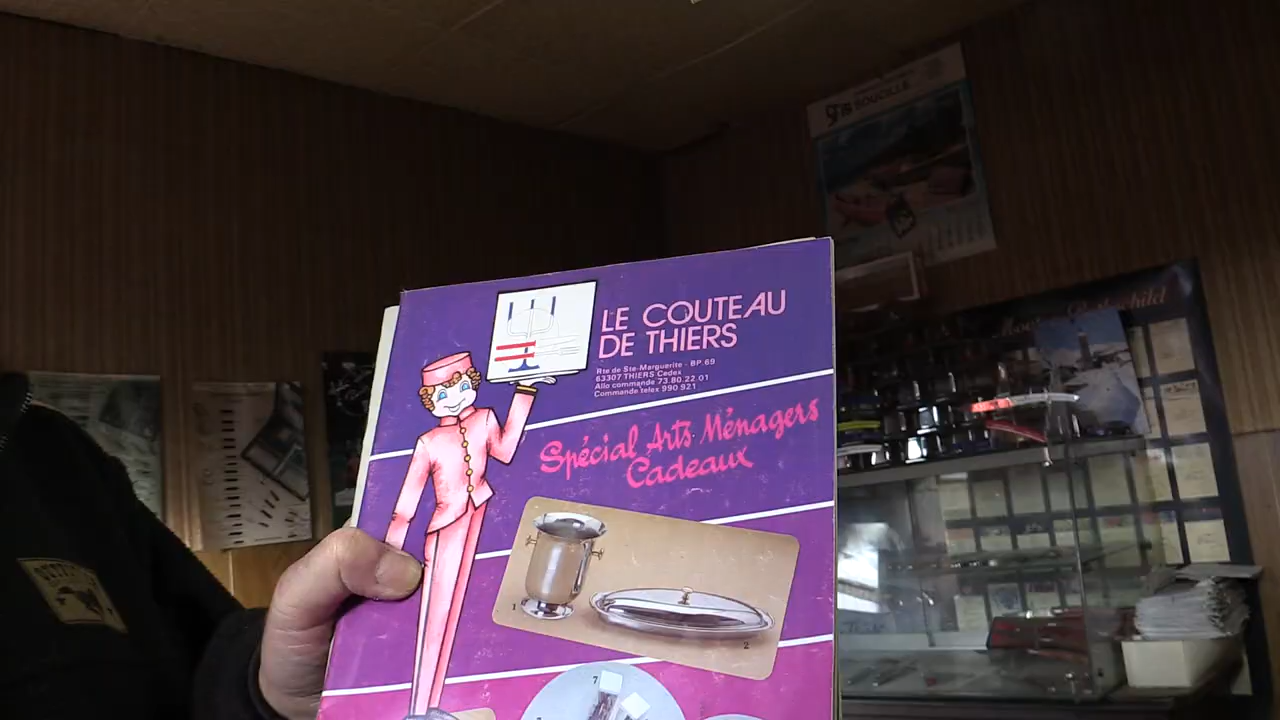 LE COUTEAU
DE THIERS
Rte de Ste-Marguerite - BP.69
63307 THIERS Cedex
Allo commande 73.80.22.01
Commande telex 990 921
Spécial Arts Ménagers
Cadeaux
1
2
7